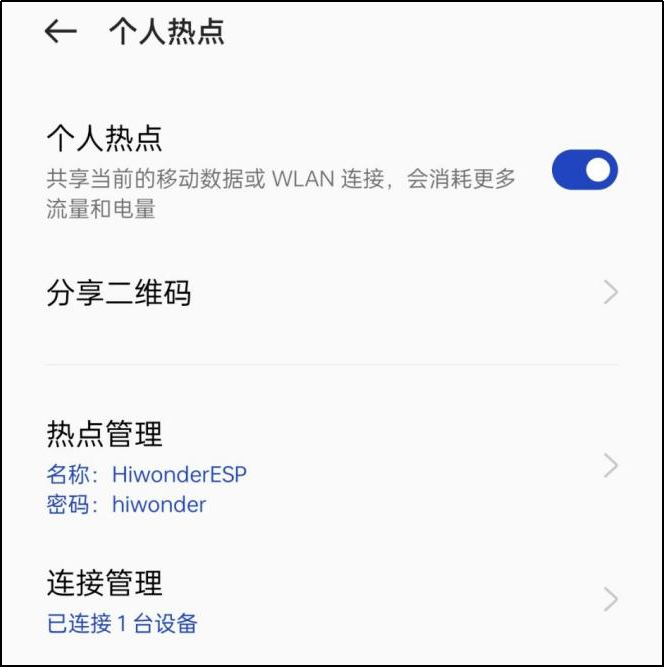 个人热点
个人热点
共享当前的移动数据或 WLAN 连接，会消耗更多
流量和电量
分享二维码
热点管理
名称：HiwonderESP
密码：hiwonder
连接管理
已连接 1 台设备